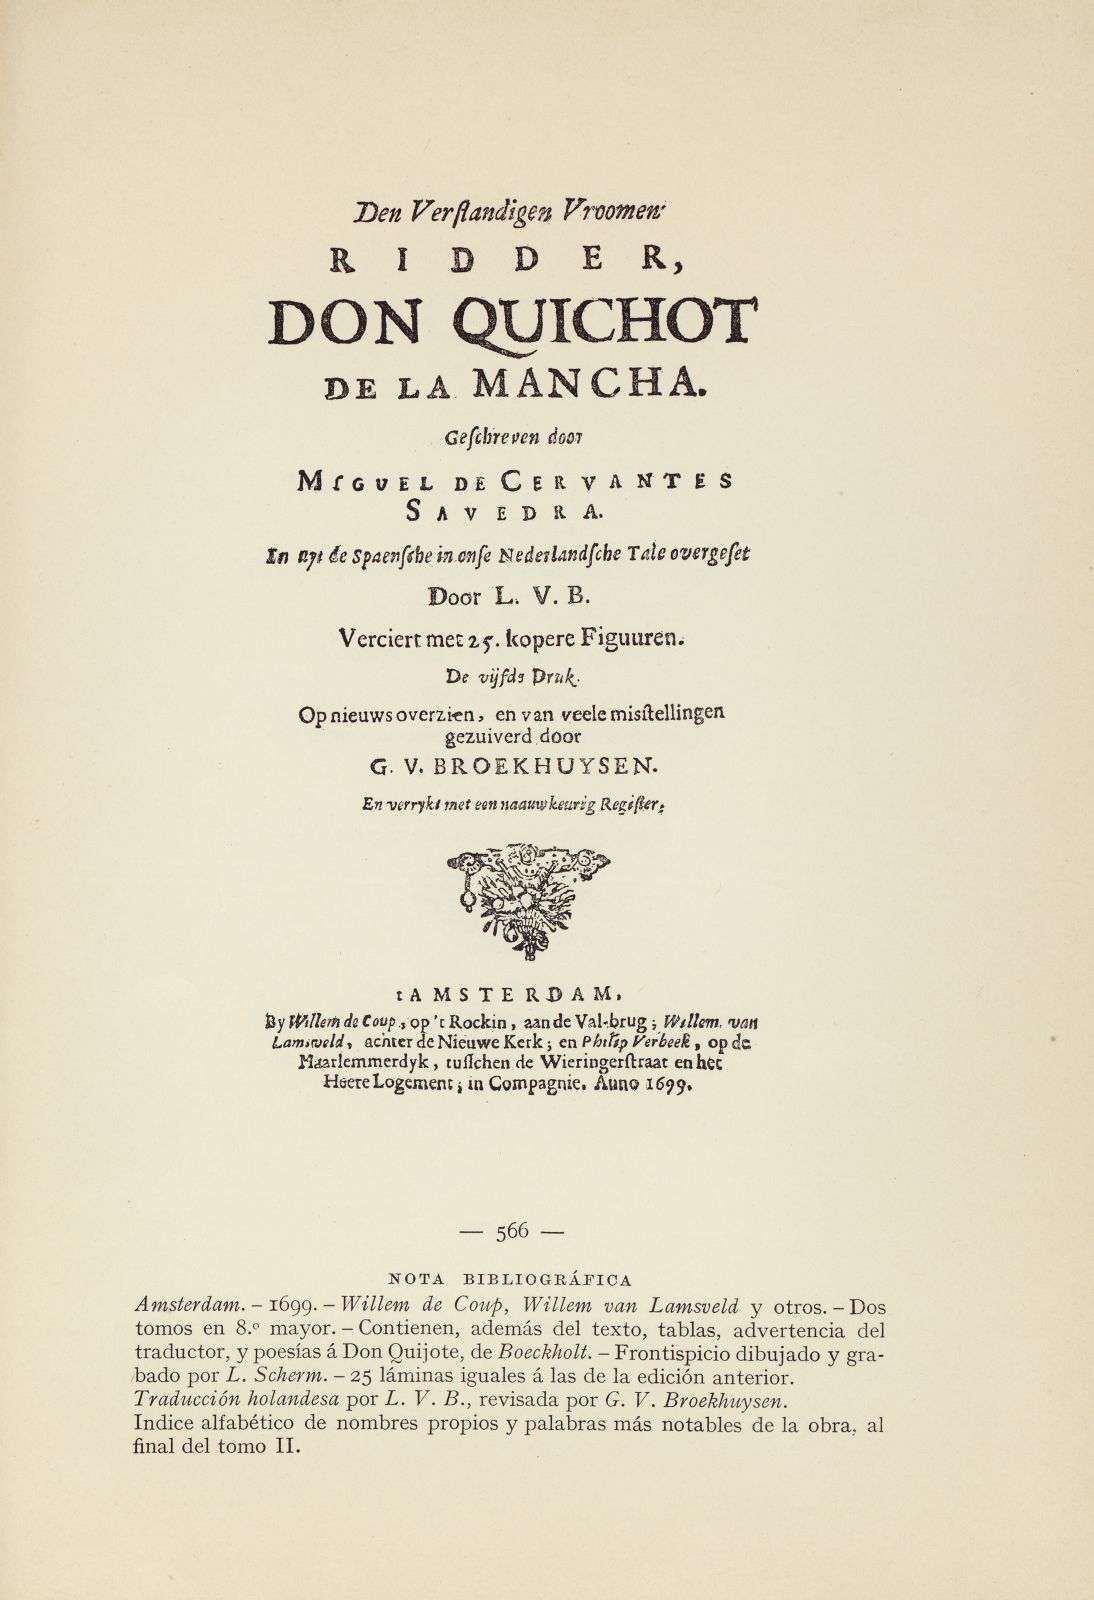 Den Verſtandigen Vroomen
RIDDER,
DON QUICHOT
DE LA MANCHA.
Geſchreven door
MIGUEL DE CERVANTES
SAVEDRA.
In uyt de Spaenſche in onſe Nederlandſche Tale overgeſet
Door L. V. B.
Verciert met 25. kopere Figuuren.
De vijfde Druk.
Op nieuws overzien, en van veele misſtellingen
gezuiverd door
G. V. BROEKHUYSEN.
En verrykt met een naauwkeurig Regiſter.
tAMSTERDAM,
By Willem de Coup, op 't Rockin, aan de Val-brug; Willem van
Lamsveld, achter de Nieuwe Kerk; en Philip Verbeek, op de
Haarlemmerdyk, tuſſchen de Wieringerſtraat en het
Heere Logement; in Compagnie. Anno 1699.
— 566 —
NOTA BIBLIOGRÁFICA
Amsterdam. – 1699. – Willem de Coup, Willem van Lamsveld y otros. – Dos
tomos en 8.º mayor. – Contienen, además del texto, tablas, advertencia del
traductor, y poesías á Don Quijote, de Boeckholt. – Frontispicio dibujado y gra-
bado por L. Scherm. – 25 láminas iguales á las de la edición anterior.
Traducción holandesa por L. V. B., revisada por G. V. Broekhuysen.
Indice alfabético de nombres propios y palabras más notables de la obra, al
final del tomo II.